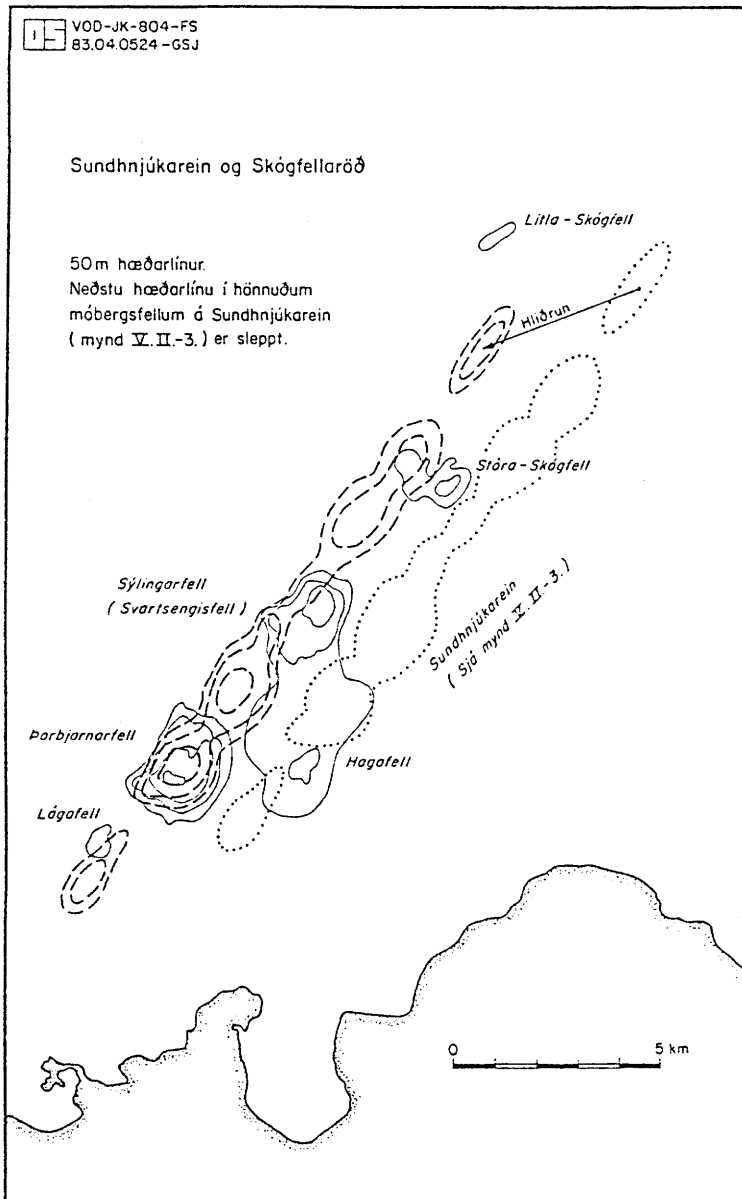 OS VOD-JK-804-FS
83.04.0524-GSJ
Sundhnjúkarein og Skógfellaröð
50 m hæðarlínur.
Neðstu hæðarlínu í hönnuðum
móbergsfellum á Sundhnjúkarein
( mynd V.II.-3.) er sleppt.
Litla-Skógfell
Hliðrun
Stóra-Skógfell
Sýlingarfell
( Svartsengisfell )
Sundhnjúkarein
( Sjá mynd V.II.-3.)
Þorbjarnarfell
Hagafell
Lágafell
0 5 km